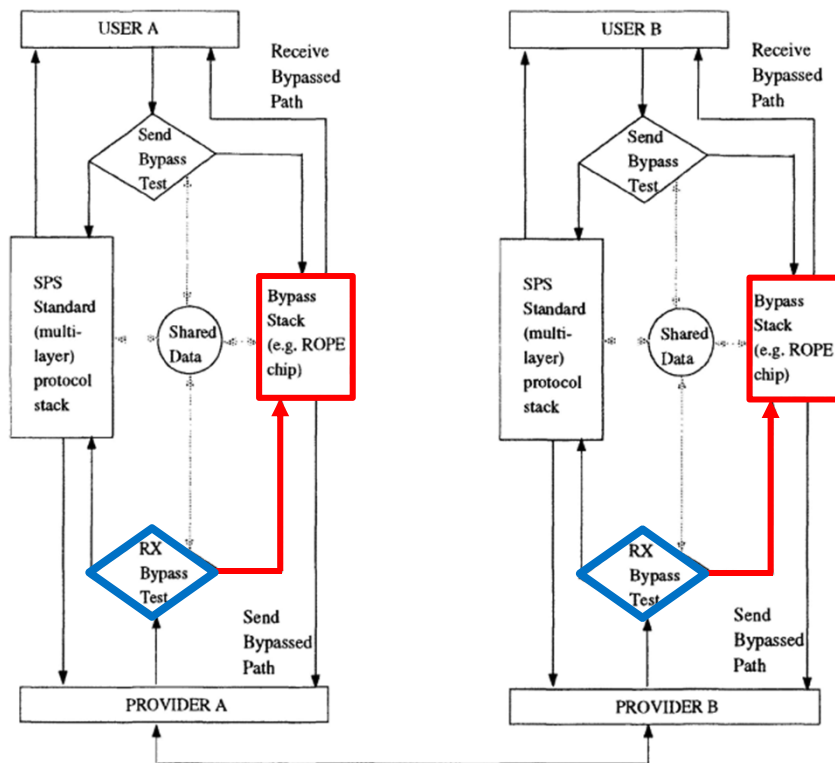 USER A
Receive
Bypassed
Path
Send
Bypass
Test
SPS
Standard
(multi-
layer)
protocol
stack
Shared
Data
Bypass
Stack
(e.g. ROPE
chip)
RX
Bypass
Test
Send
Bypassed
Path
PROVIDER A
USER B
Receive
Bypassed
Path
Send
Bypass
Test
SPS
Standard
(multi-
layer)
protocol
stack
Shared
Data
Bypass
Stack
(e.g. ROPE
chip)
RX
Bypass
Test
Send
Bypassed
Path
PROVIDER B